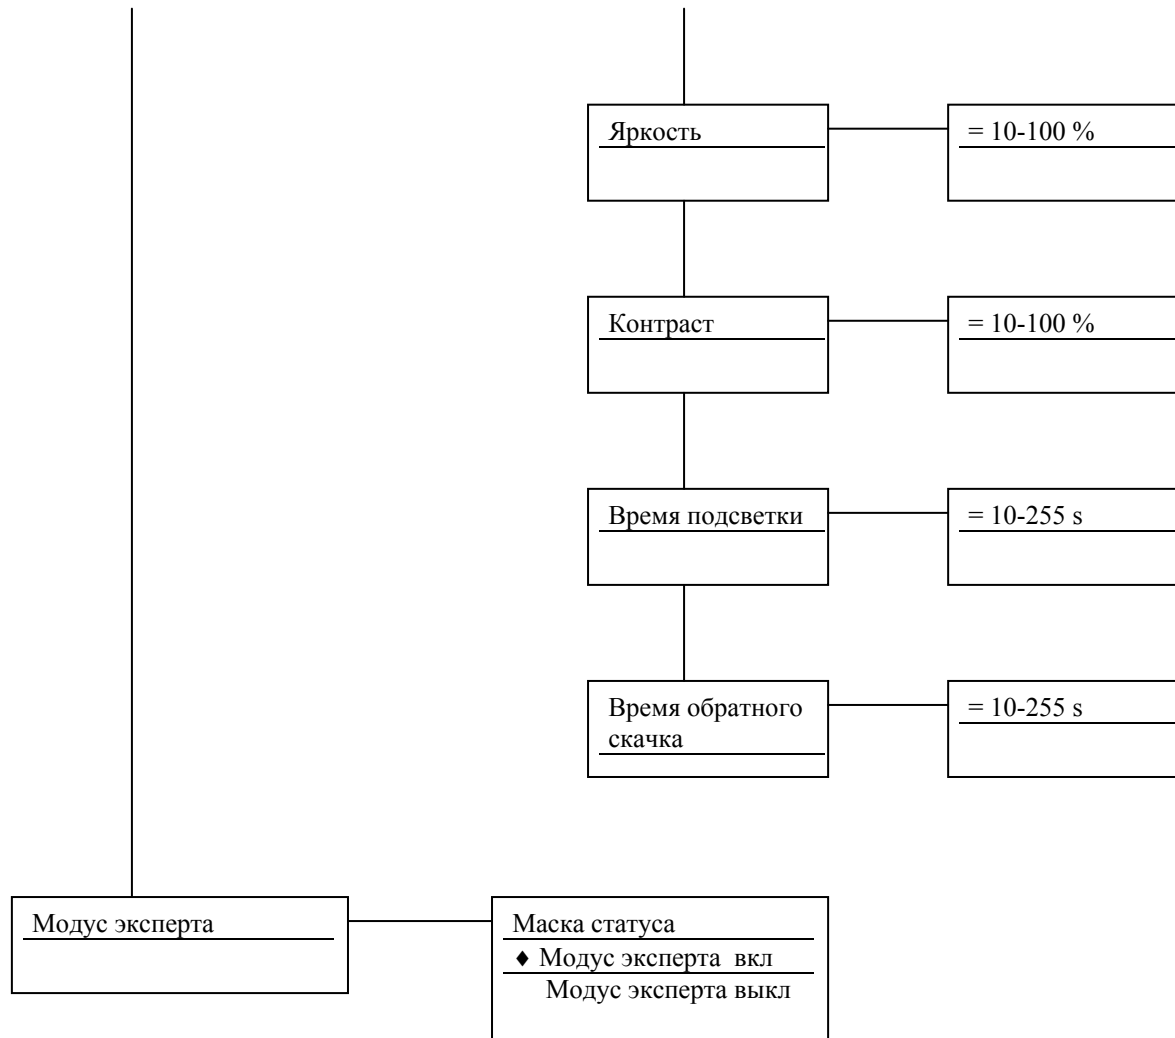 Яркость
= 10-100 %
Контраст
= 10-100 %
Время подсветки
= 10-255 s
Время обратного
скачка
= 10-255 s
Модус эксперта
Маска статуса
♦ Модус эксперта вкл
Модус эксперта выкл